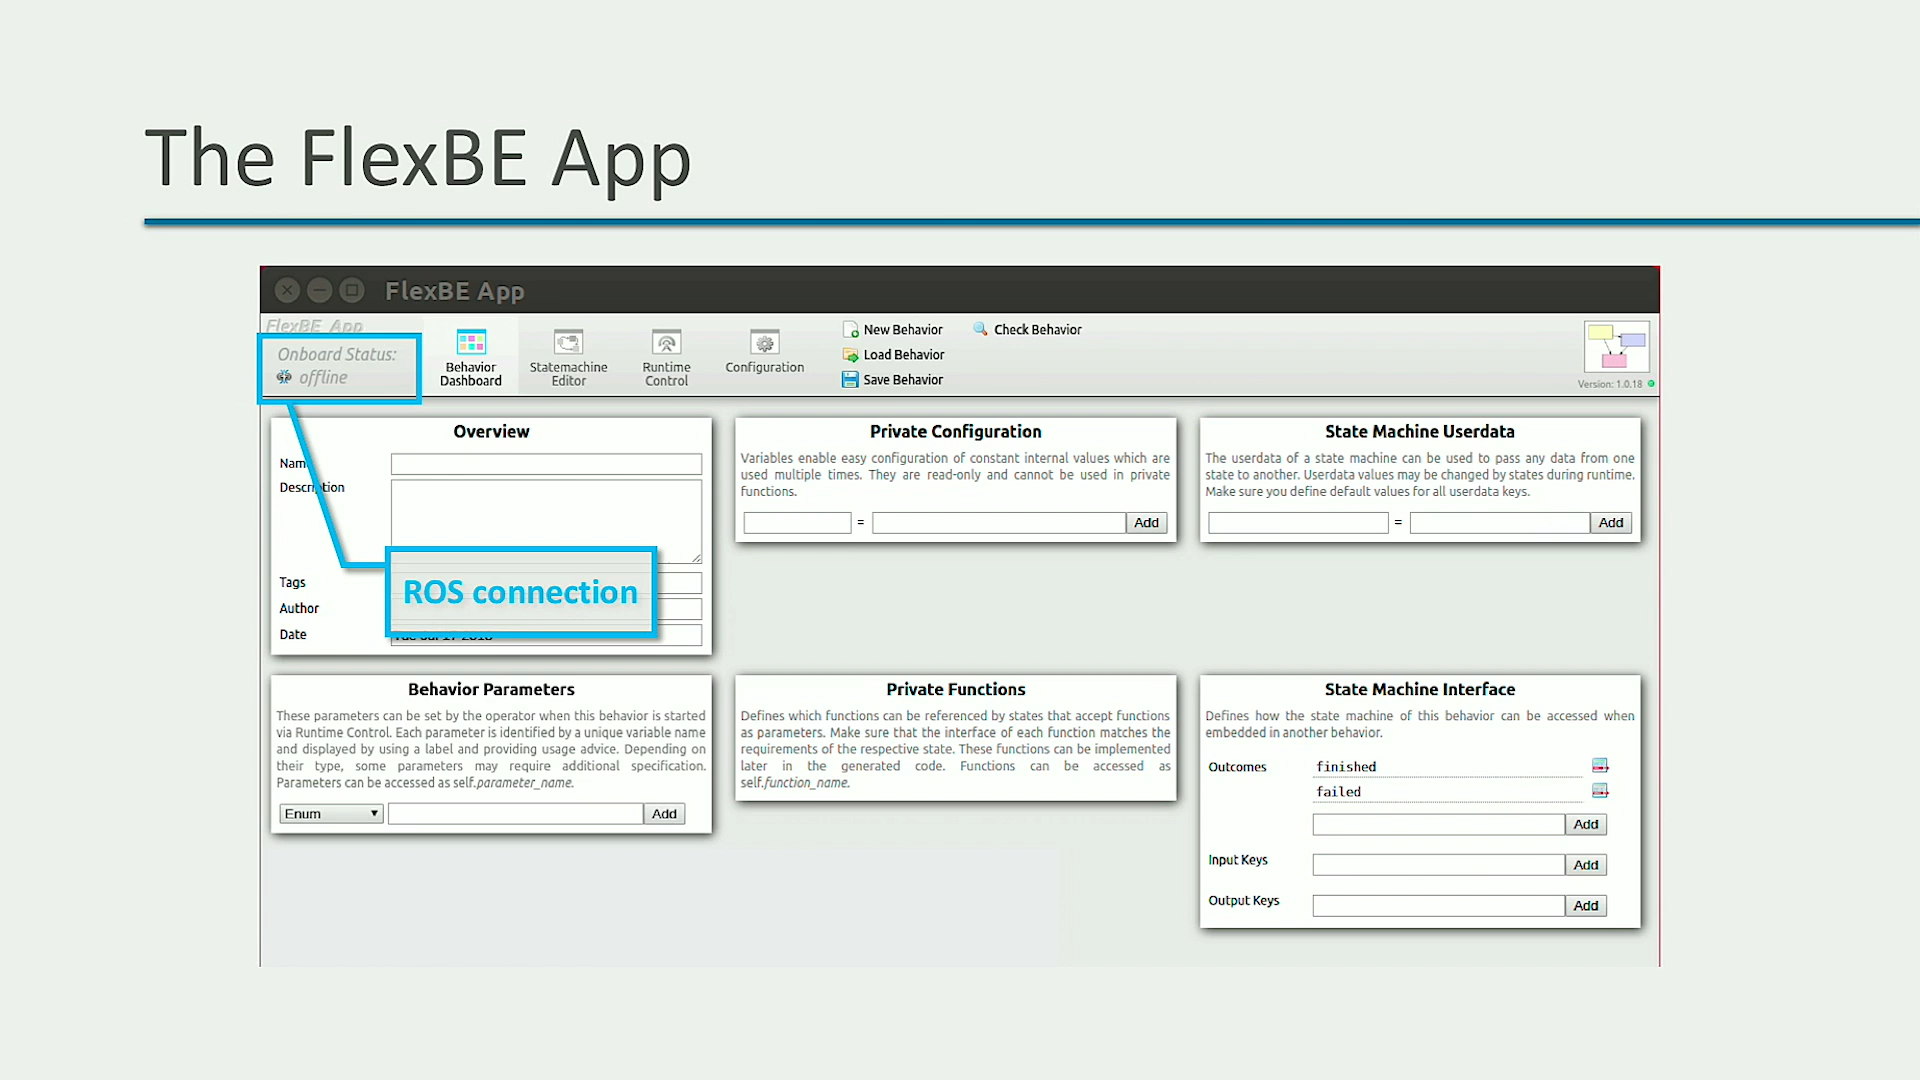 The FlexBE App
FlexBE App
FlexBE App
Onboard Status:
offline
Behavior
Dashboard
Statemachine
Editor
Runtime
Control
Configuration
New Behavior
Load Behavior
Save Behavior
Check Behavior
Version: 1.0.18
Overview
Name
Description
Tags
Author
Date
ROS connection
Private Configuration
Variables enable easy configuration of constant internal values which are
used multiple times. They are read-only and cannot be used in private
functions.
= Add
State Machine Userdata
The userdata of a state machine can be used to pass any data from one
state to another. Userdata values may be changed by states during runtime.
Make sure you define default values for all userdata keys.
= Add
Behavior Parameters
These parameters can be set by the operator when this behavior is started
via Runtime Control. Each parameter is identified by a unique variable name
and displayed by using a label and providing usage advice. Depending on
their type, some parameters may require additional specification.
Parameters can be accessed as self.parameter_name.
Enum Add
Private Functions
Defines which functions can be referenced by states that accept functions
as parameters. Make sure that the interface of each function matches the
requirements of the respective state. These functions can be implemented
later in the generated code. Functions can be accessed as
self.function_name.
State Machine Interface
Defines how the state machine of this behavior can be accessed when
embedded in another behavior.
Outcomes finished
failed
Add
Input Keys Add
Output Keys Add